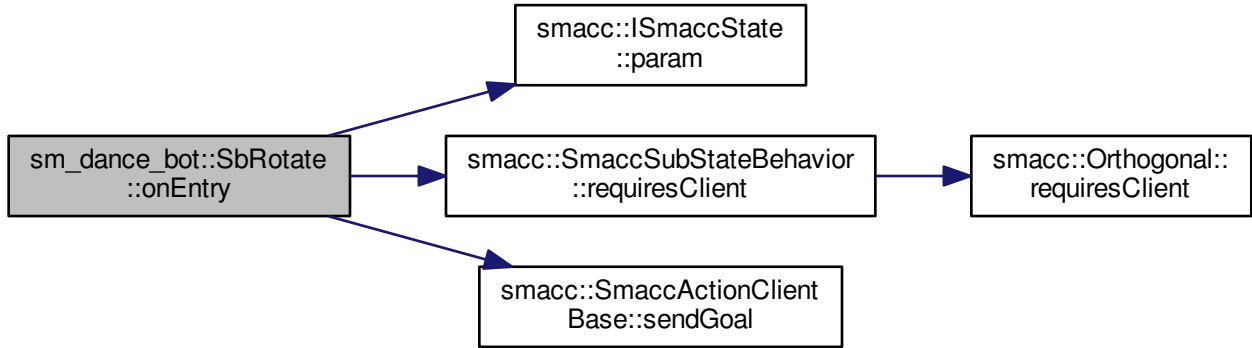 sm_dance_bot::SbRotate
::onEntry
smacc::ISmaccState
::param
smacc::SmaccSubStateBehavior
::requiresClient
smacc::Orthogonal::
requiresClient
smacc::SmaccActionClient
Base::sendGoal